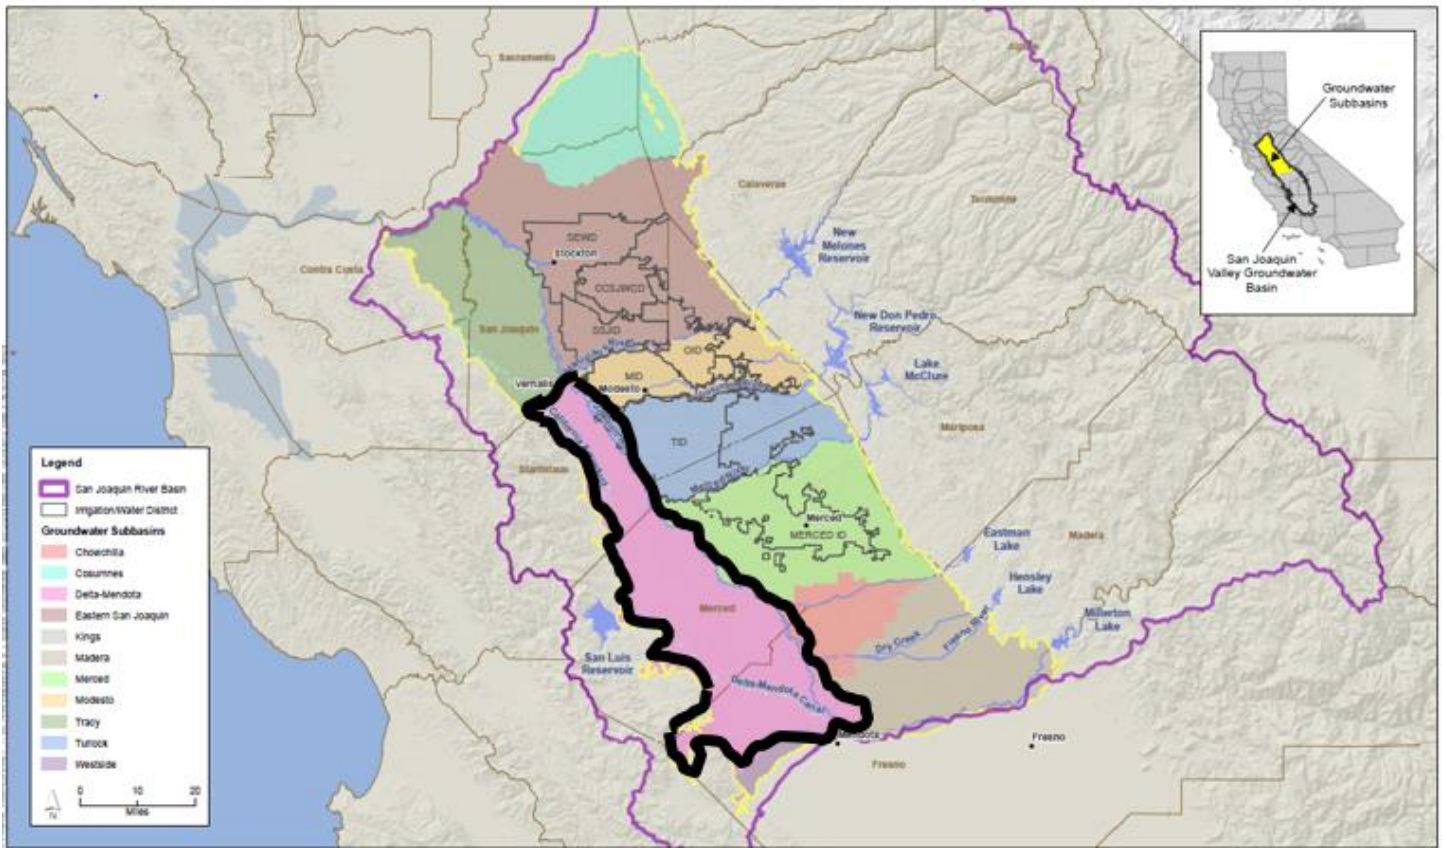 Sacramento
Alpine
Groundwater
Subbasins
San Joaquin
Valley Groundwater
Basin
Calaveras
Tuolumne
New
Melones
Reservoir
SEWD
Stockton
Contra Costa
CCSJWCD
San Joaquin
SSJID
New Don Pedro
Reservoir
OID
Lake
McClure
MID
Vernalis
Modesto
TID
Mariposa
Stanislaus
Merced River
Merced
MERCED ID
Eastman
Lake
Madera
Hensley
Lake
Merced
Millerton
Lake
Dry Creek
Fresno River
San Luis
Reservoir
Delta-Mendota Canal
Mendota
Fresno
Fresno
Legend
San Joaquin River Basin
Irrigation/Water District
Groundwater Subbasins
Chowchilla
Cosumnes
Delta-Mendota
Eastern San Joaquin
Kings
Madera
Merced
Modesto
Tracy
Turlock
Westside
0 10 20
Miles
N